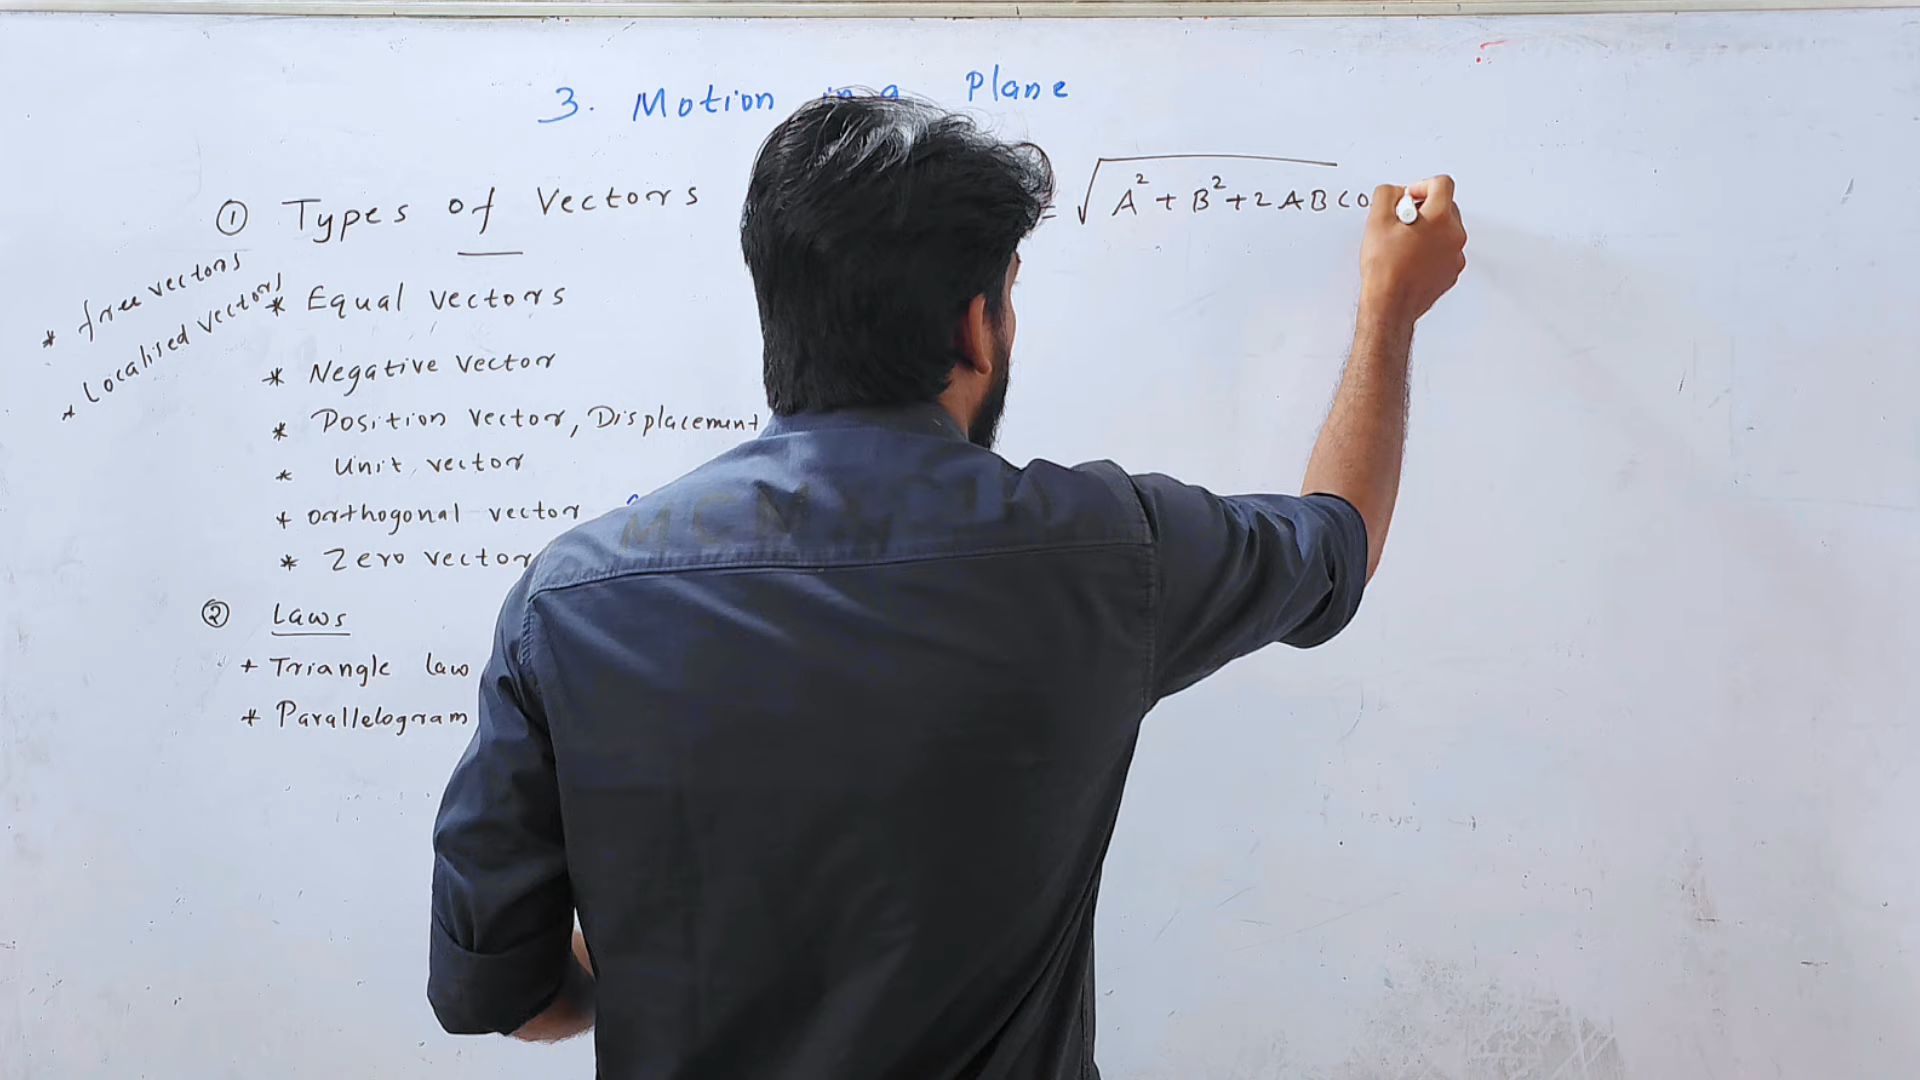 3. Motion in a Plane
① Types of Vectors
= √A² + B² + 2ABCO
* free vectors
* Localised vectors
* Equal vectors
* Negative vector
* Position vector, Displacement
* Unit vector
* orthogonal vector
* Zero vector
② Laws
* Triangle law
* Parallelogram